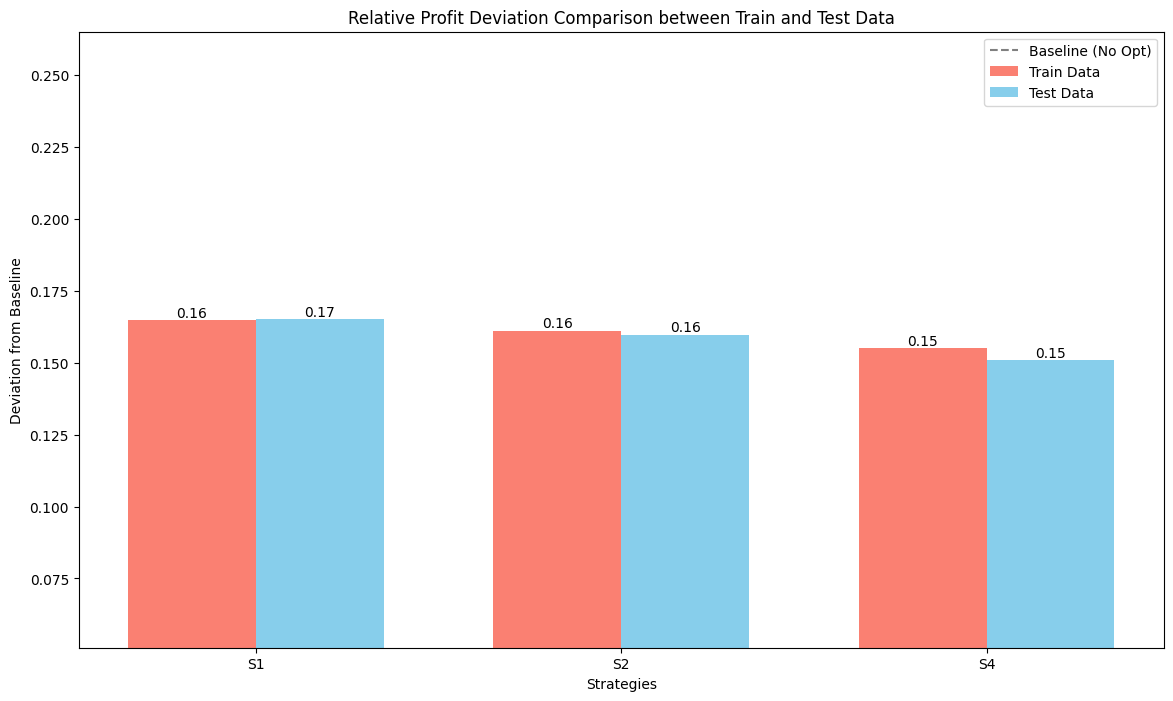 Relative Profit Deviation Comparison between Train and Test Data
Baseline (No Opt)
Train Data
Test Data
0.250
0.225
0.200
0.175
0.150
0.125
0.100
0.075
Deviation from Baseline
0.16
0.17
0.16
0.16
0.15
0.15
S1
S2
S4
Strategies